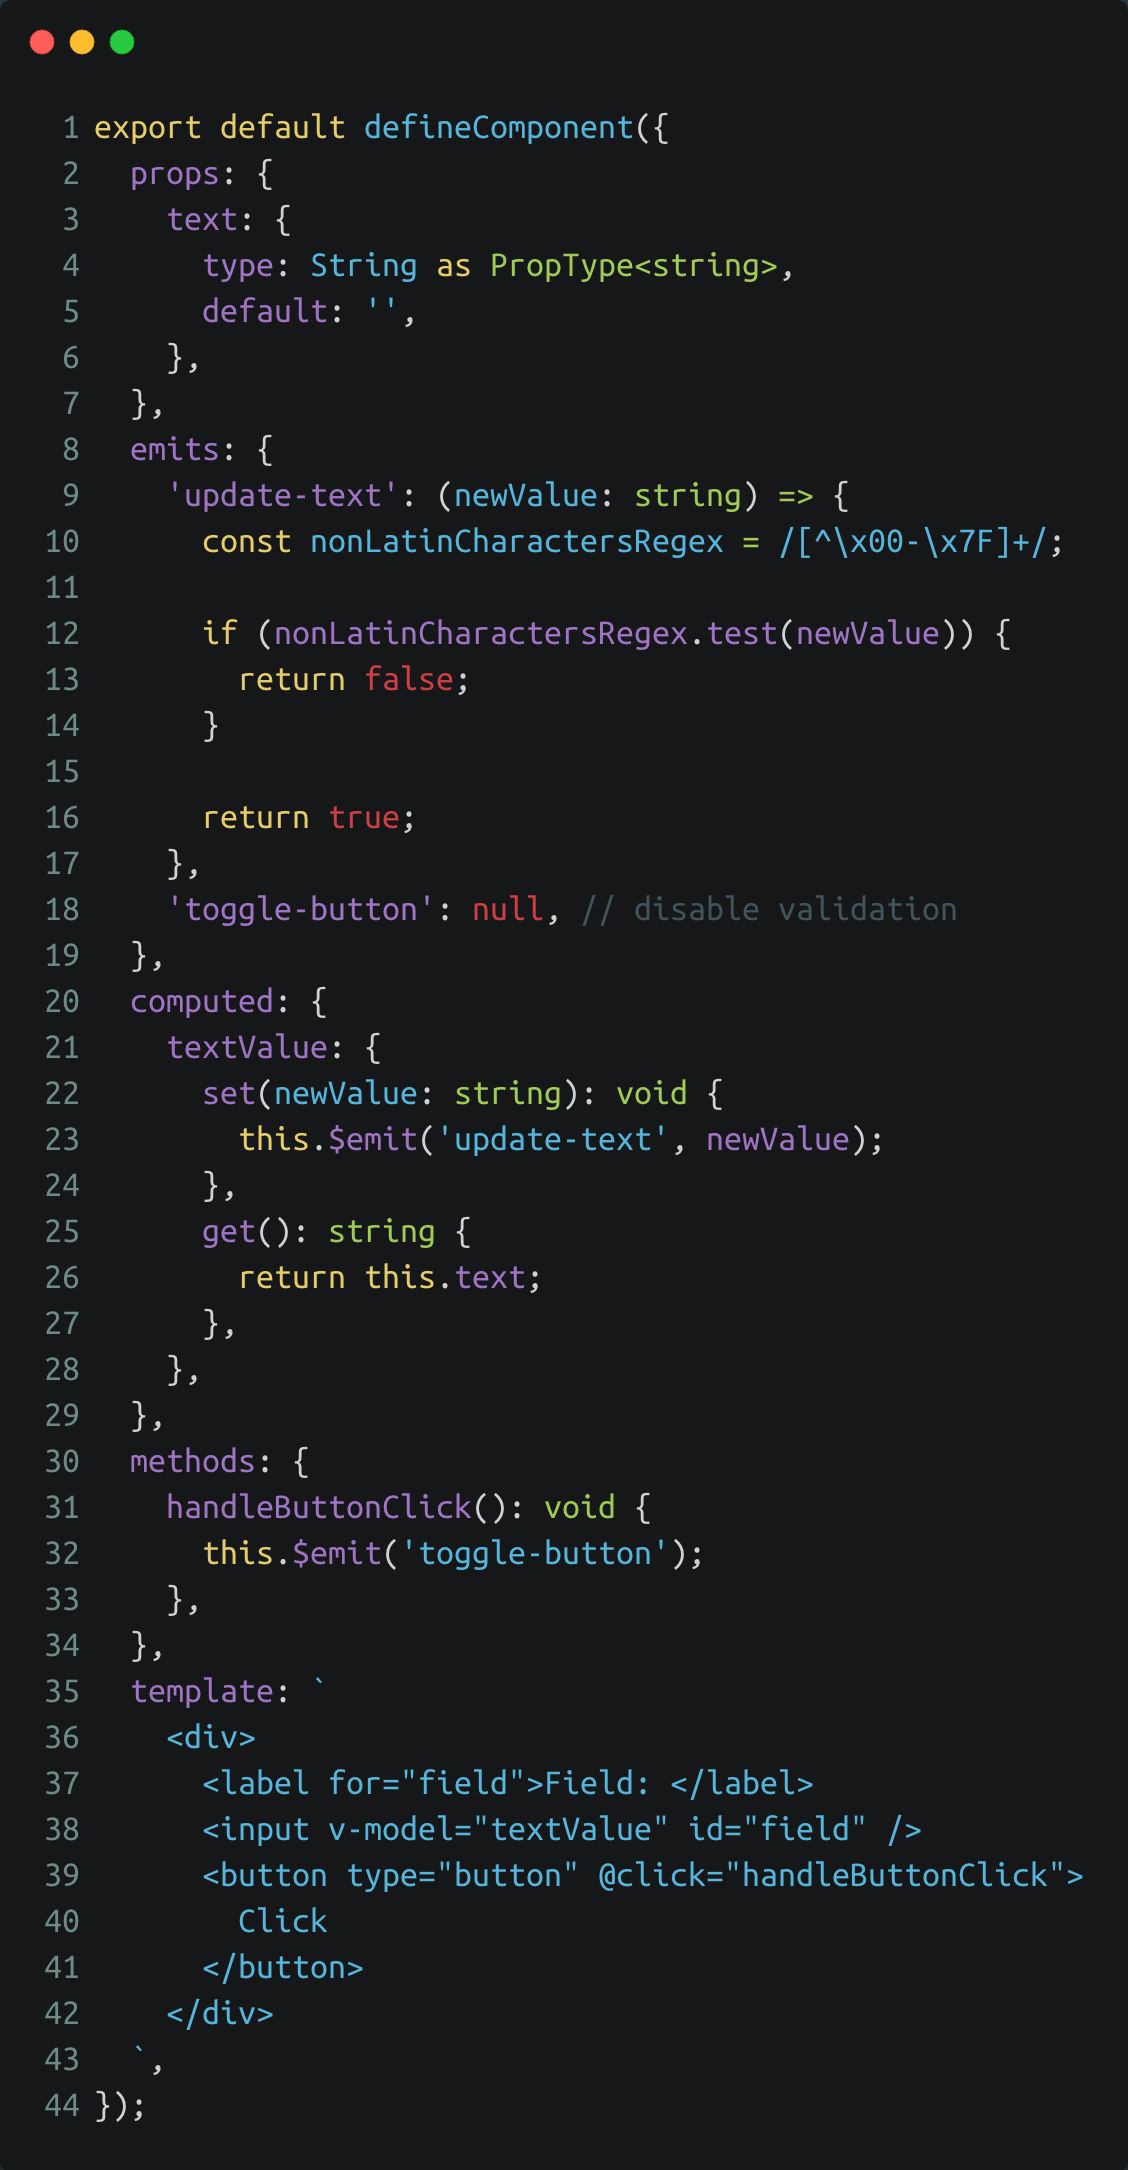 1 export default defineComponent({
2   props: {
3     text: {
4       type: String as PropType<string>,
5       default: '',
6     },
7   },
8   emits: {
9     'update-text': (newValue: string) => {
10       const nonLatinCharactersRegex = /[^\x00-\x7F]+/;
11
12       if (nonLatinCharactersRegex.test(newValue)) {
13         return false;
14       }
15
16       return true;
17     },
18     'toggle-button': null, // disable validation
19   },
20   computed: {
21     textValue: {
22       set(newValue: string): void {
23         this.$emit('update-text', newValue);
24       },
25       get(): string {
26         return this.text;
27       },
28     },
29   },
30   methods: {
31     handleButtonClick(): void {
32       this.$emit('toggle-button');
33     },
34   },
35   template: `
36     <div>
37       <label for="field">Field: </label>
38       <input v-model="textValue" id="field" />
39       <button type="button" @click="handleButtonClick">
40         Click
41       </button>
42     </div>
43   `,
44 });